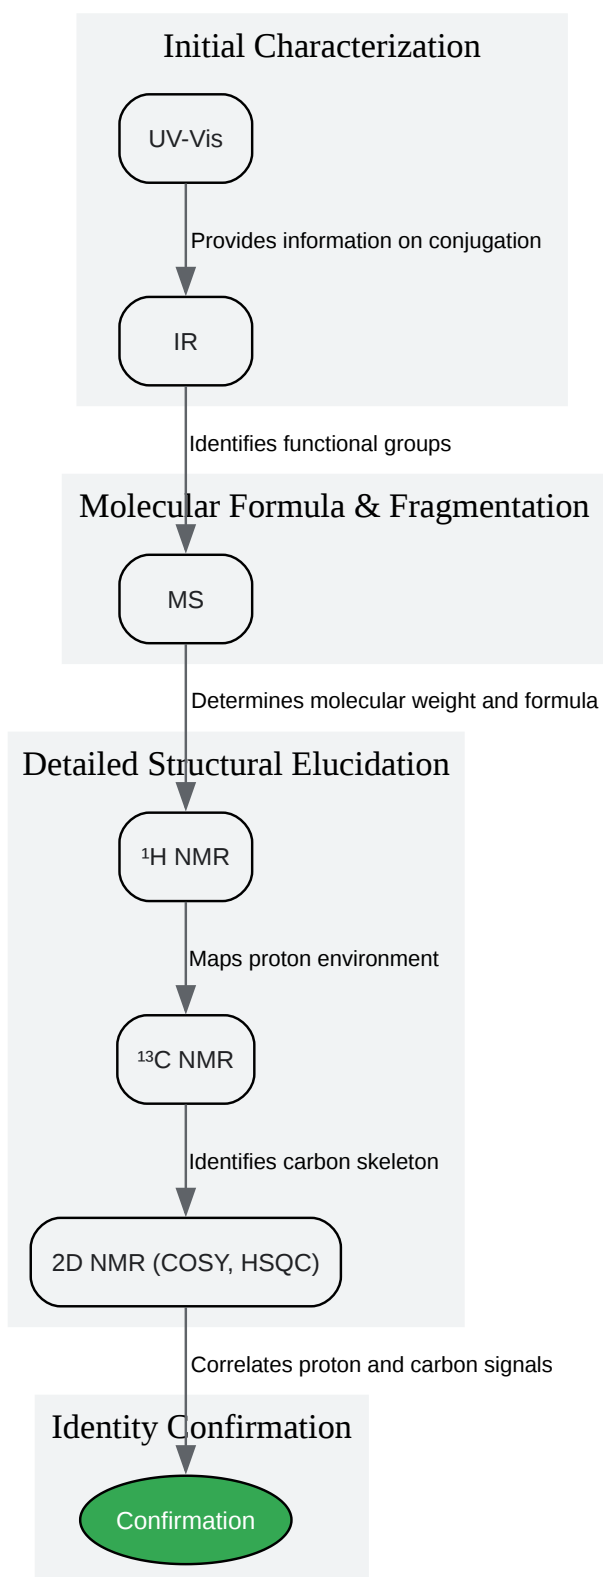 Initial Characterization
UV-Vis
Provides information on conjugation
IR
Identifies functional groups
Molecular Formula & Fragmentation
MS
Determines molecular weight and formula
Detailed Structural Elucidation
¹H NMR
Maps proton environment
¹³C NMR
Identifies carbon skeleton
2D NMR (COSY, HSQC)
Correlates proton and carbon signals
Identity Confirmation
Confirmation